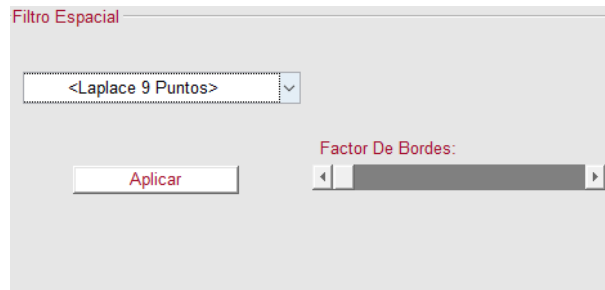 Filtro Espacial
<Laplace 9 Puntos>
Factor De Bordes:
Aplicar